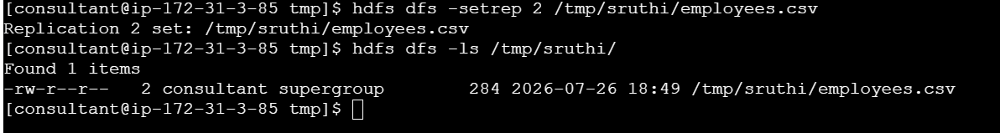 [consultant@ip-172-31-3-85 tmp]$ hdfs dfs -setrep 2 /tmp/sruthi/employees.csv
Replication 2 set: /tmp/sruthi/employees.csv
[consultant@ip-172-31-3-85 tmp]$ hdfs dfs -ls /tmp/sruthi/
Found 1 items
-rw-r--r--   2 consultant supergroup        284 2026-07-26 18:49 /tmp/sruthi/employees.csv
[consultant@ip-172-31-3-85 tmp]$